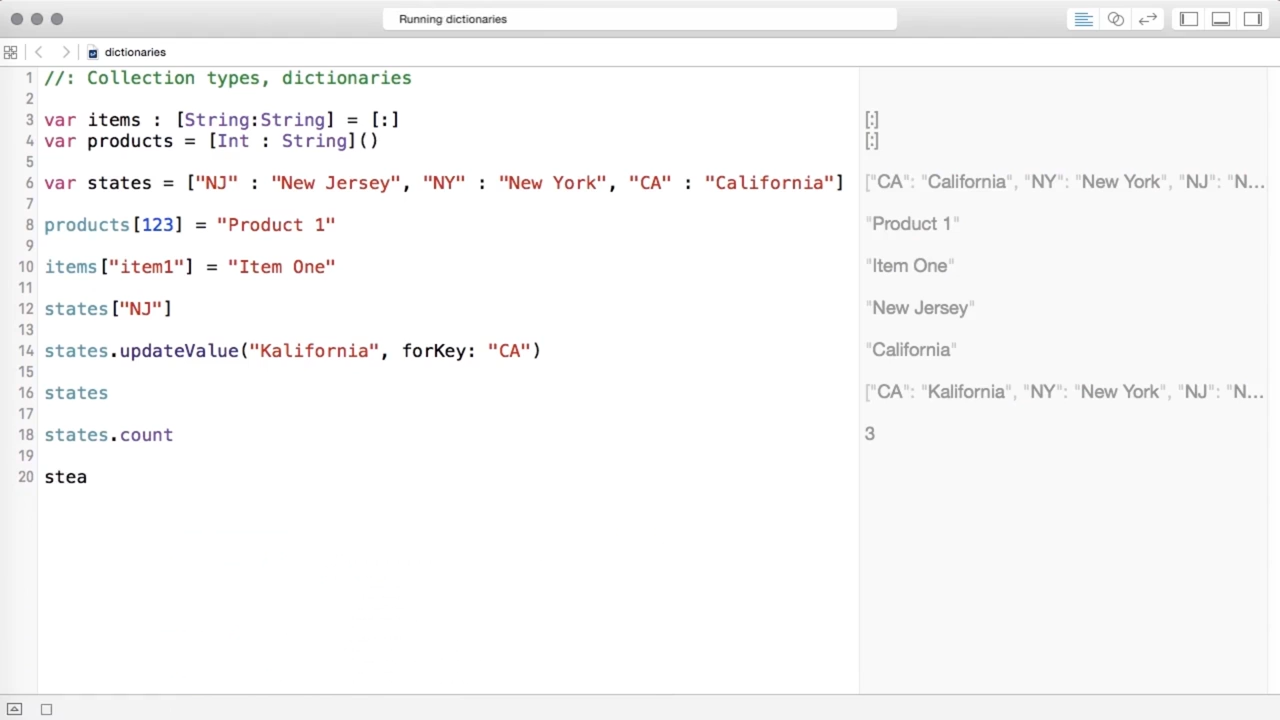 Running dictionaries
dictionaries
1 //: Collection types, dictionaries
2
3 var items : [String:String] = [:]
[:]
4 var products = [Int : String]()
[:]
5
6 var states = ["NJ" : "New Jersey", "NY" : "New York", "CA" : "California"]
["CA": "California", "NY": "New York", "NJ": "N...
7
8 products[123] = "Product 1"
"Product 1"
9
10 items["item1"] = "Item One"
"Item One"
11
12 states["NJ"]
"New Jersey"
13
14 states.updateValue("Kalifornia", forKey: "CA")
"California"
15
16 states
["CA": "Kalifornia", "NY": "New York", "NJ": "N...
17
18 states.count
3
19
20 stea